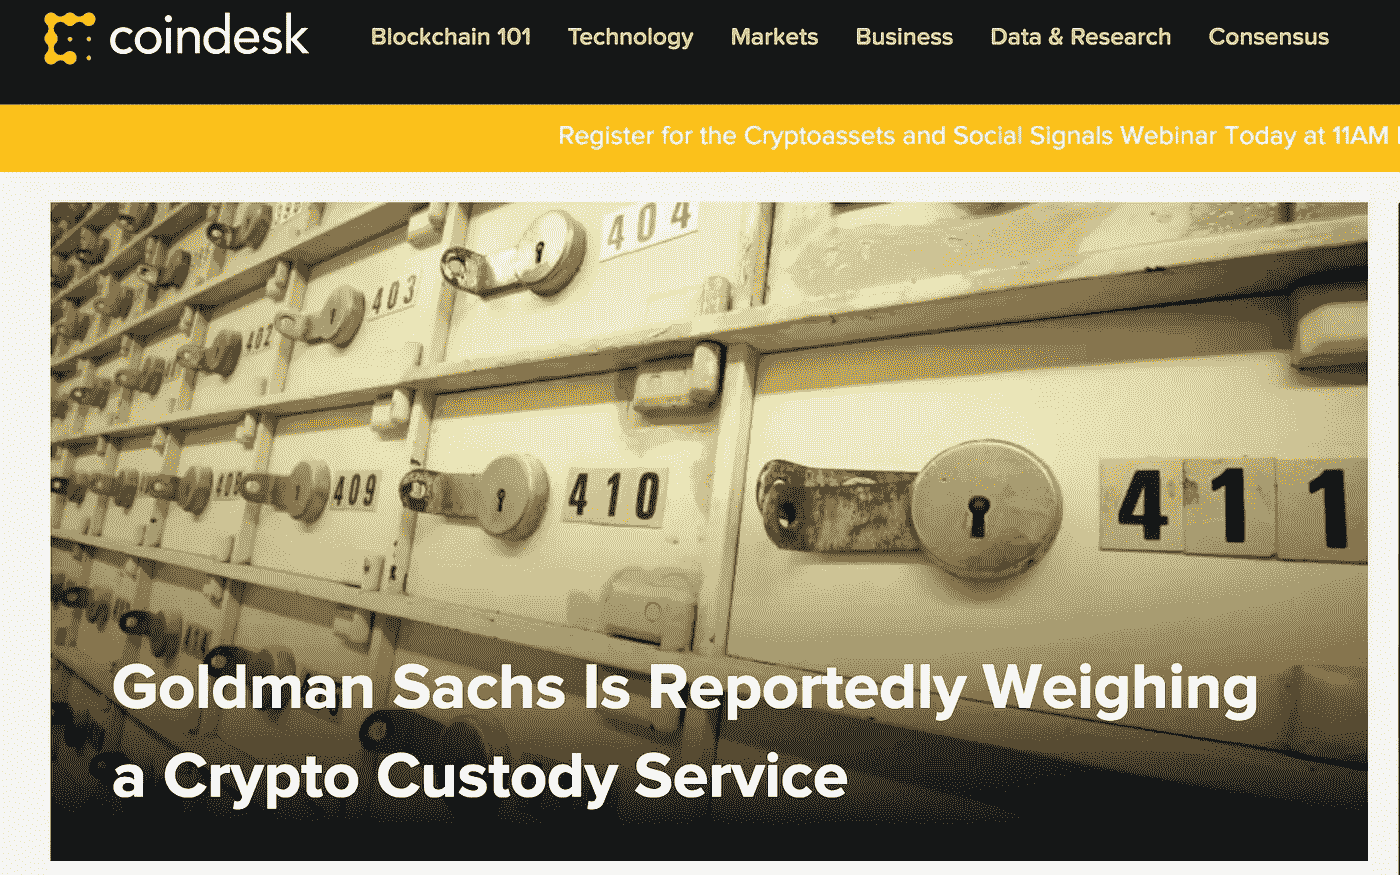 coindesk
Blockchain 101 Technology Markets Business Data & Research Consensus
Register for the Cryptoassets and Social Signals Webinar Today at 11AM
404
403
402
409
410
411
Goldman Sachs Is Reportedly Weighing
a Crypto Custody Service